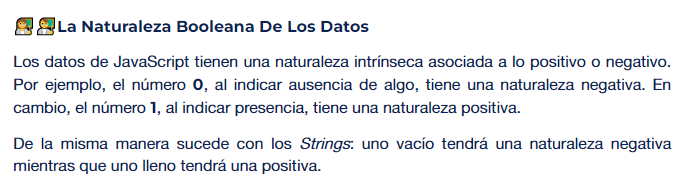 La Naturaleza Booleana De Los Datos
Los datos de JavaScript tienen una naturaleza intrínseca asociada a lo positivo o negativo.
Por ejemplo, el número 0, al indicar ausencia de algo, tiene una naturaleza negativa. En
cambio, el número 1, al indicar presencia, tiene una naturaleza positiva.
De la misma manera sucede con los Strings: uno vacío tendrá una naturaleza negativa
mientras que uno lleno tendrá una positiva.